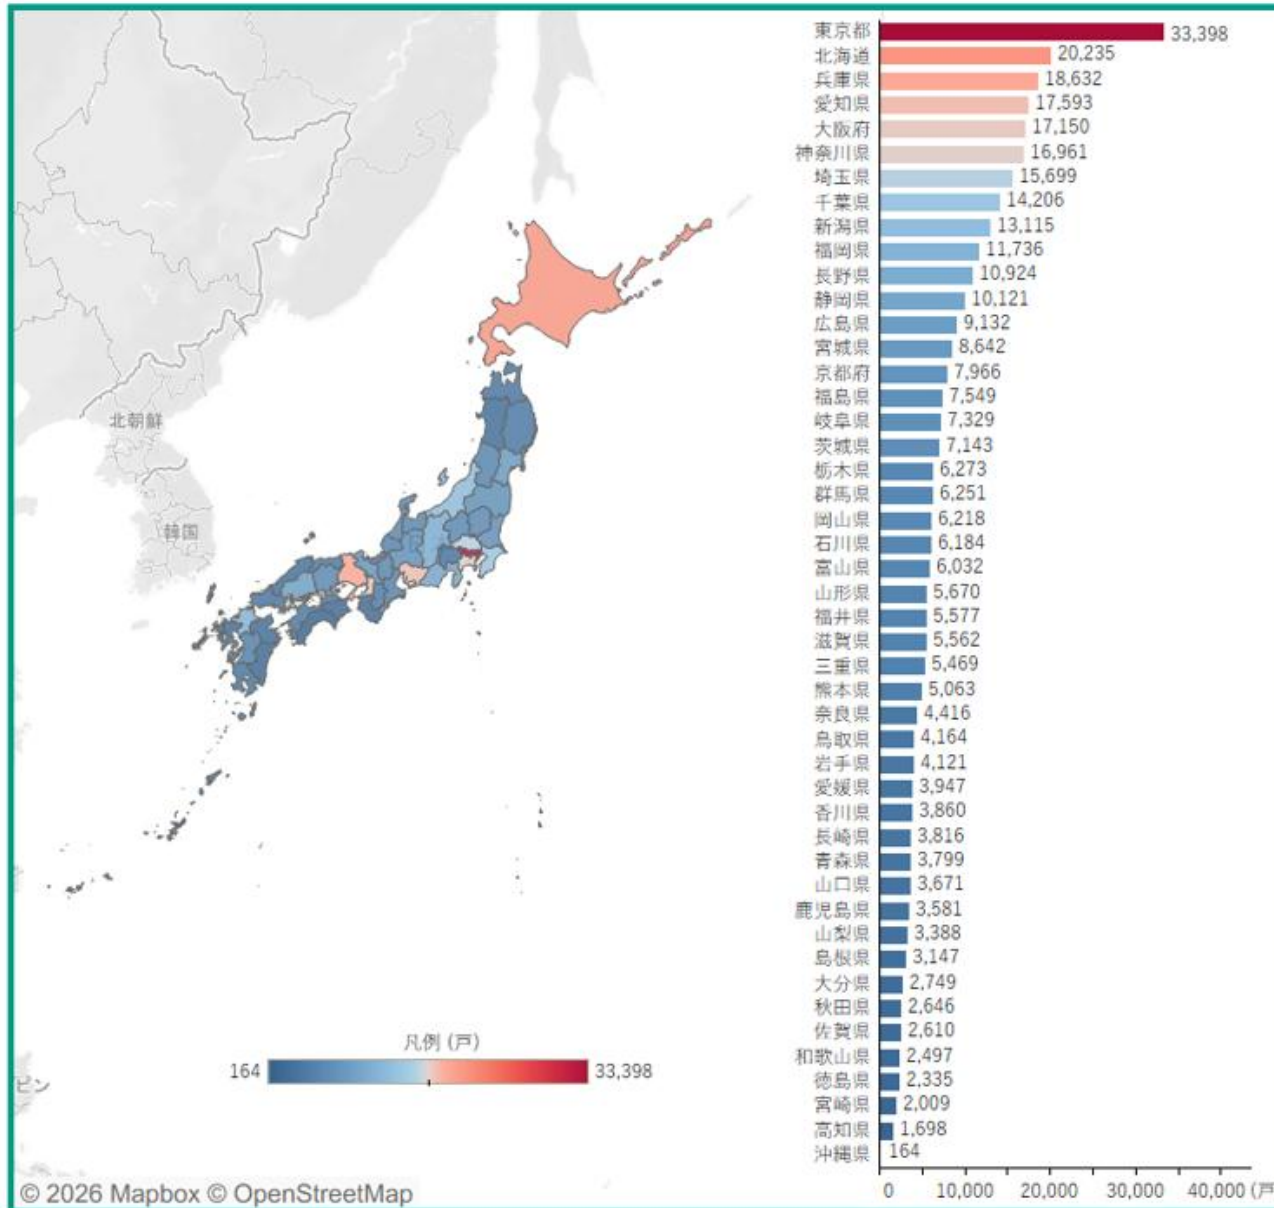 東京都 33,398
北海道 20,235
兵庫県 18,632
愛知県 17,593
大阪府 17,150
神奈川県 16,961
埼玉県 15,699
千葉県 14,206
新潟県 13,115
福岡県 11,736
長野県 10,924
静岡県 10,121
広島県 9,132
宮城県 8,642
京都府 7,966
福島県 7,549
岐阜県 7,329
茨城県 7,143
栃木県 6,273
群馬県 6,251
岡山県 6,218
石川県 6,184
富山県 6,032
山形県 5,670
福井県 5,577
滋賀県 5,562
三重県 5,469
熊本県 5,063
奈良県 4,416
鳥取県 4,164
岩手県 4,121
愛媛県 3,947
香川県 3,860
長崎県 3,816
青森県 3,799
山口県 3,671
鹿児島県 3,581
山梨県 3,388
島根県 3,147
大分県 2,749
秋田県 2,646
佐賀県 2,610
和歌山県 2,497
徳島県 2,335
宮崎県 2,009
高知県 1,698
沖縄県 164
0 10,000 20,000 30,000 40,000 (戸
北朝鮮
韓国
凡例 (戸)
164 33,398
ピン
© 2026 Mapbox © OpenStreetMap